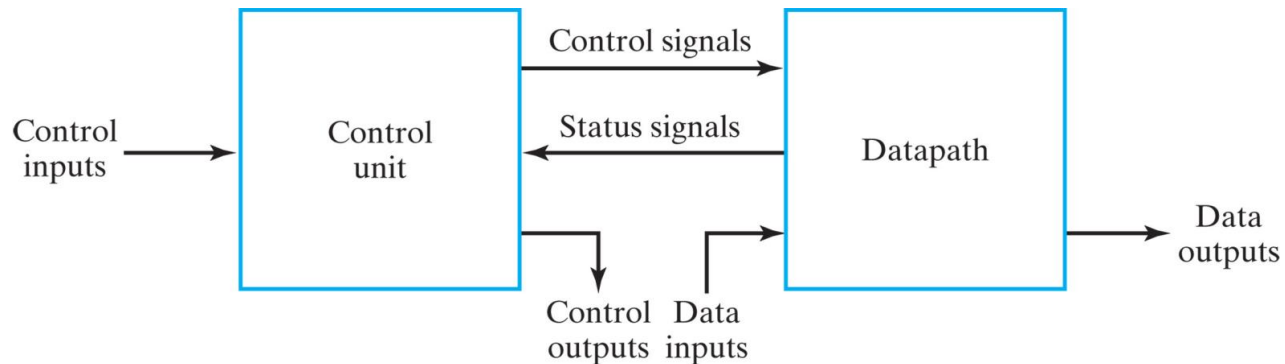 Control signals
Control
inputs
Control
unit
Status signals
Datapath
Data
outputs
Control
outputs
Data
inputs